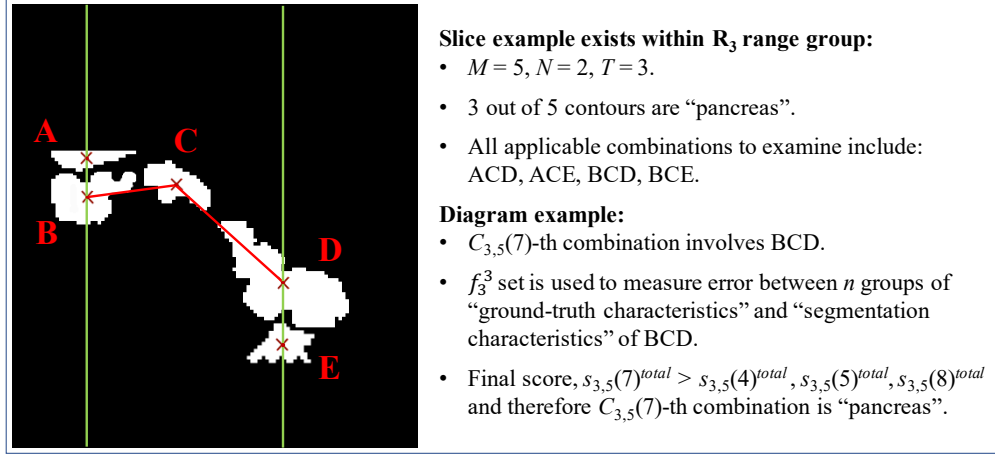 A
B
C
D
E
Slice example exists within R₃ range group:
• M = 5, N = 2, T = 3.
• 3 out of 5 contours are “pancreas”.
• All applicable combinations to examine include:
ACD, ACE, BCD, BCE.
Diagram example:
• C₃,₅(7)-th combination involves BCD.
• f₃³ set is used to measure error between n groups of
“ground-truth characteristics” and “segmentation
characteristics” of BCD.
• Final score, s₃,₅(7)ᵗᵒᵗᵃˡ > s₃,₅(4)ᵗᵒᵗᵃˡ, s₃,₅(5)ᵗᵒᵗᵃˡ, s₃,₅(8)ᵗᵒᵗᵃˡ
and therefore C₃,₅(7)-th combination is “pancreas”.